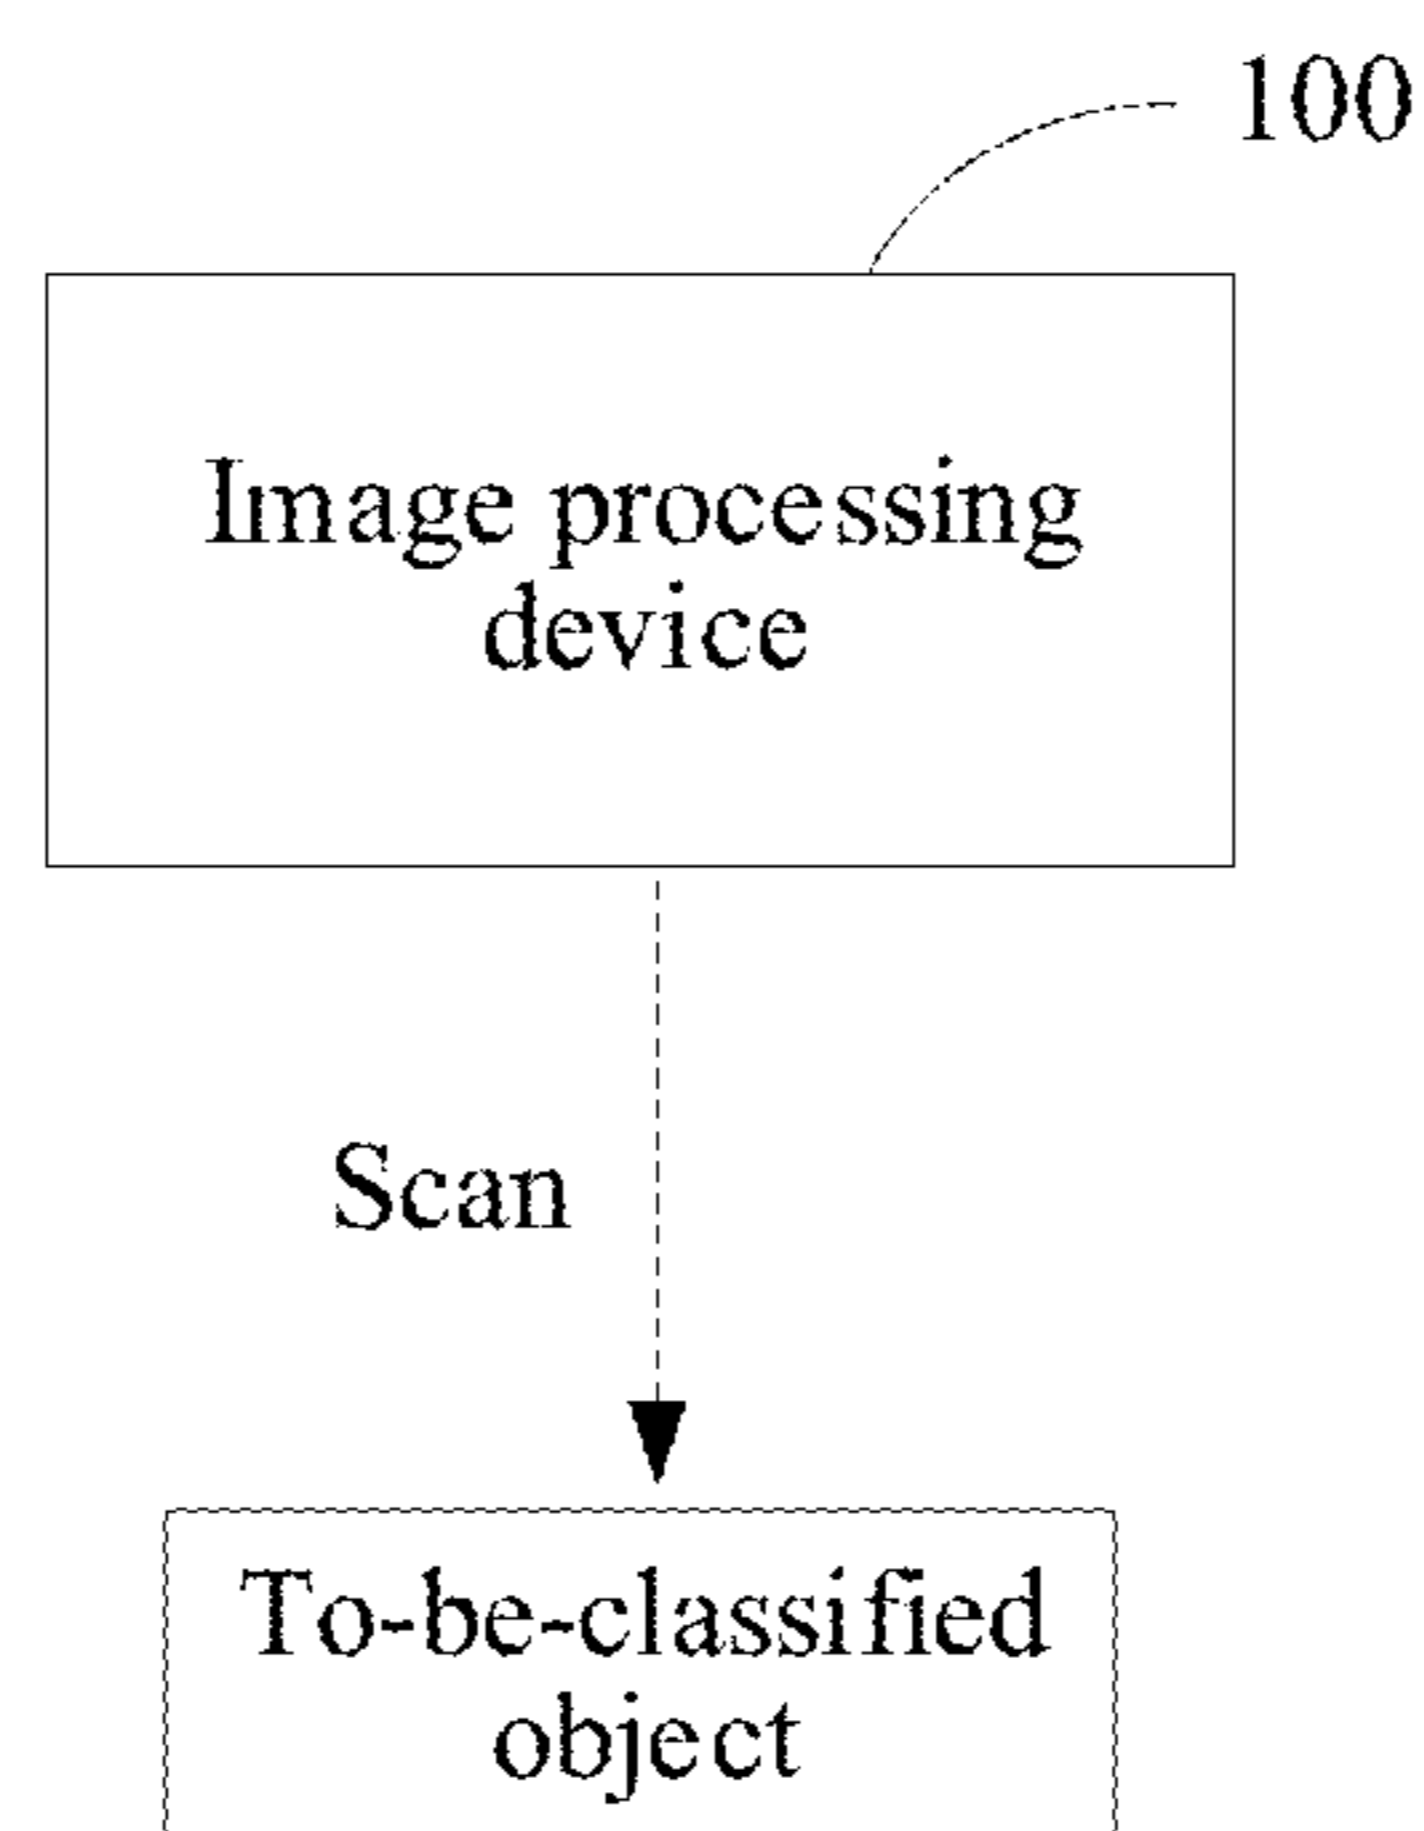 100
Image processing
device
Scan
To-be-classified
object